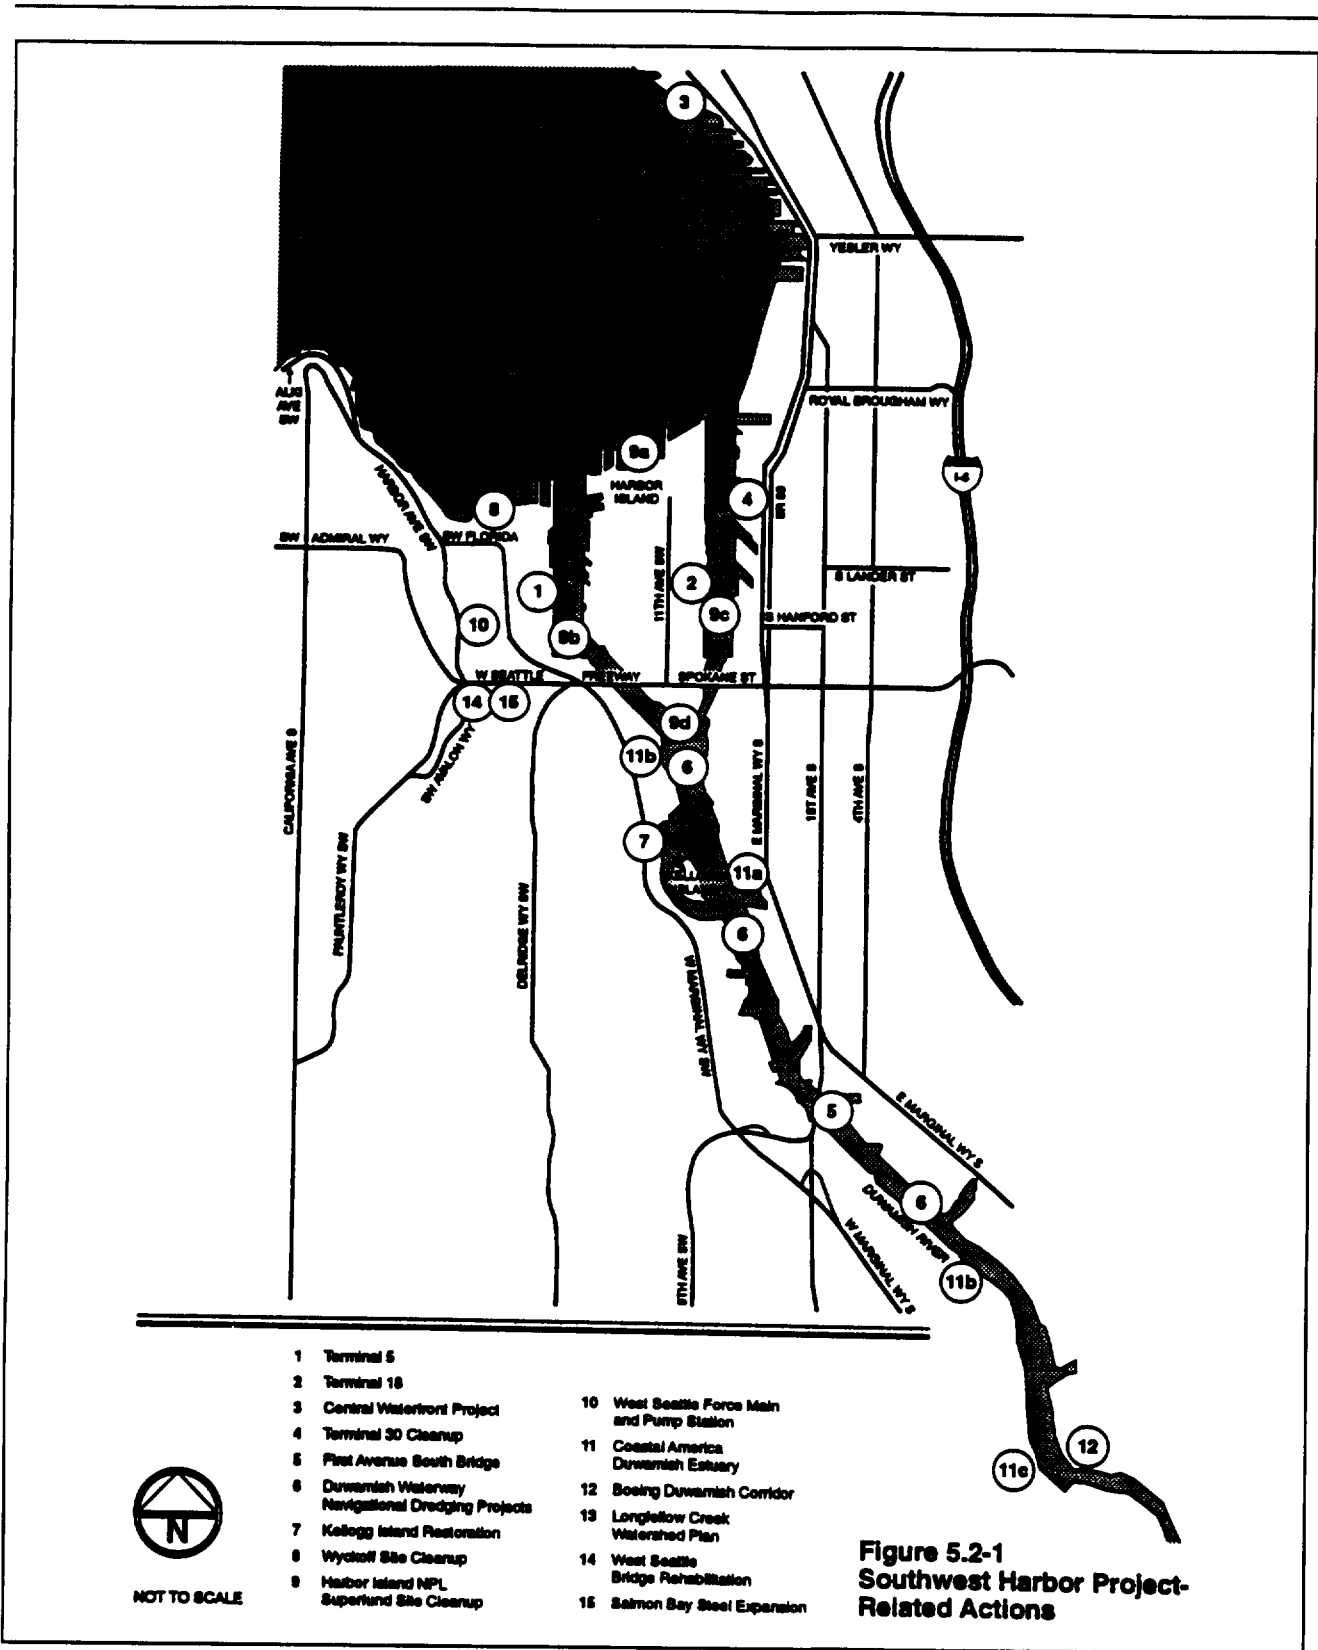 3
YESLER WY
ALKI
AVE
SW
ROYAL BROUGHAM WY
9a
HARBOR
ISLAND
HARBOR AVE SW
8
4
SW ADMIRAL WY
SW FLORIDA
11TH AVE SW
S LANDER ST
1
2
9c
S HANFORD ST
10
9b
W SEATTLE
FREEWAY
SPOKANE ST
14
15
9d
11b
6
SW AVALON WY
CALIFORNIA AVE S
E MARGINAL WY S
1ST AVE S
4TH AVE S
7
11a
FAUNTLEROY WY SW
DELRIDGE WY SW
6
W MARGINAL WY SW
5
E MARGINAL WY S
6
DUWAMISH RIVER
W MARGINAL WY S
11b
12
11c
1 Terminal 5
2 Terminal 18
3 Central Waterfront Project
4 Terminal 30 Cleanup
5 First Avenue South Bridge
6 Duwamish Waterway
Navigational Dredging Projects
7 Kellogg Island Restoration
8 Wyckoff Site Cleanup
9 Harbor Island NPL
Superfund Site Cleanup
10 West Seattle Force Main
and Pump Station
11 Coastal America
Duwamish Estuary
12 Boeing Duwamish Corridor
13 Longfellow Creek
Watershed Plan
14 West Seattle
Bridge Rehabilitation
15 Salmon Bay Steel Expansion
N
NOT TO SCALE
Figure 5.2-1
Southwest Harbor Project-
Related Actions